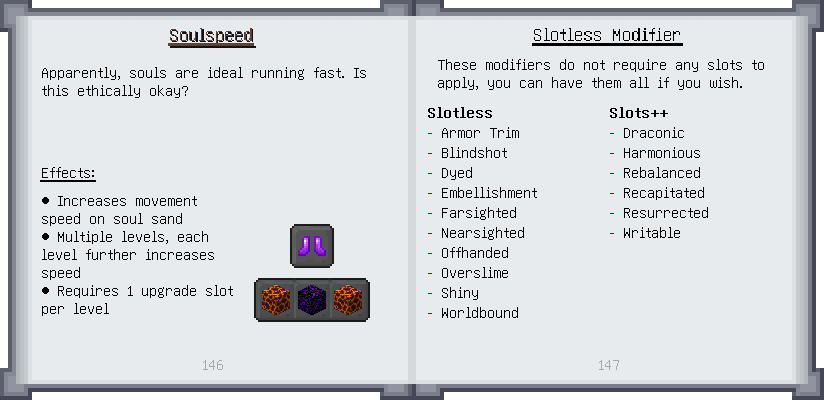 Soulspeed
Apparently, souls are ideal running fast. Is
this ethically okay?
Effects:
● Increases movement
speed on soul sand
● Multiple levels, each
level further increases
speed
● Requires 1 upgrade slot
per level
146
Slotless Modifier
These modifiers do not require any slots to
apply, you can have them all if you wish.
Slotless
- Armor Trim
- Blindshot
- Dyed
- Embellishment
- Farsighted
- Nearsighted
- Offhanded
- Overslime
- Shiny
- Worldbound
Slots++
- Draconic
- Harmonious
- Rebalanced
- Recapitated
- Resurrected
- Writable
147